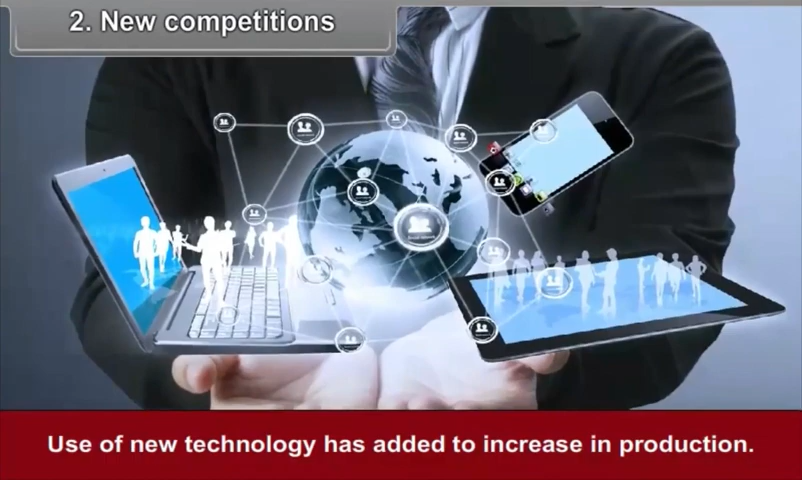 2. New competitions
Use of new technology has added to increase in production.